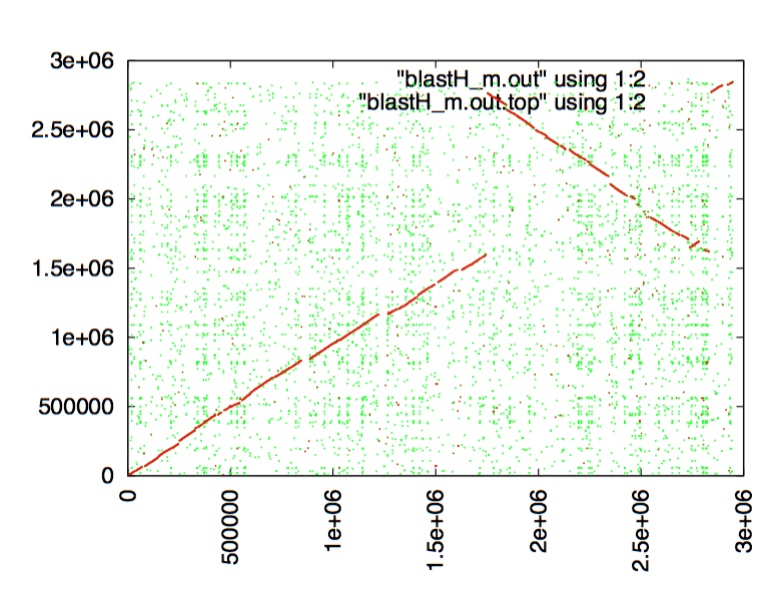 3e+06
"blastH_m.out" using 1:2
"blastH_m.out.top" using 1:2
2.5e+06
2e+06
1.5e+06
1e+06
500000
0
0
500000
1e+06
1.5e+06
2e+06
2.5e+06
3e+06